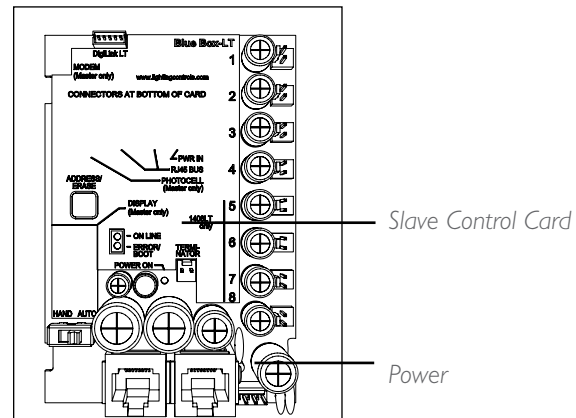 Blue Box-LT
DigiLink LT
1
MODEM
(Master only)
www.lightingcontrols.com
CONNECTORS AT BOTTOM OF CARD
2
3
PWR IN
RJ45 BUS
PHOTOCELL
(Master only)
4
ADDRESS/
ERASE
DISPLAY
(Master only)
5
1408LT
only
Slave Control Card
ON LINE
ERROR/
BOOT
6
TERMI-
NATOR
POWER ON
7
8
HAND AUTO
Power